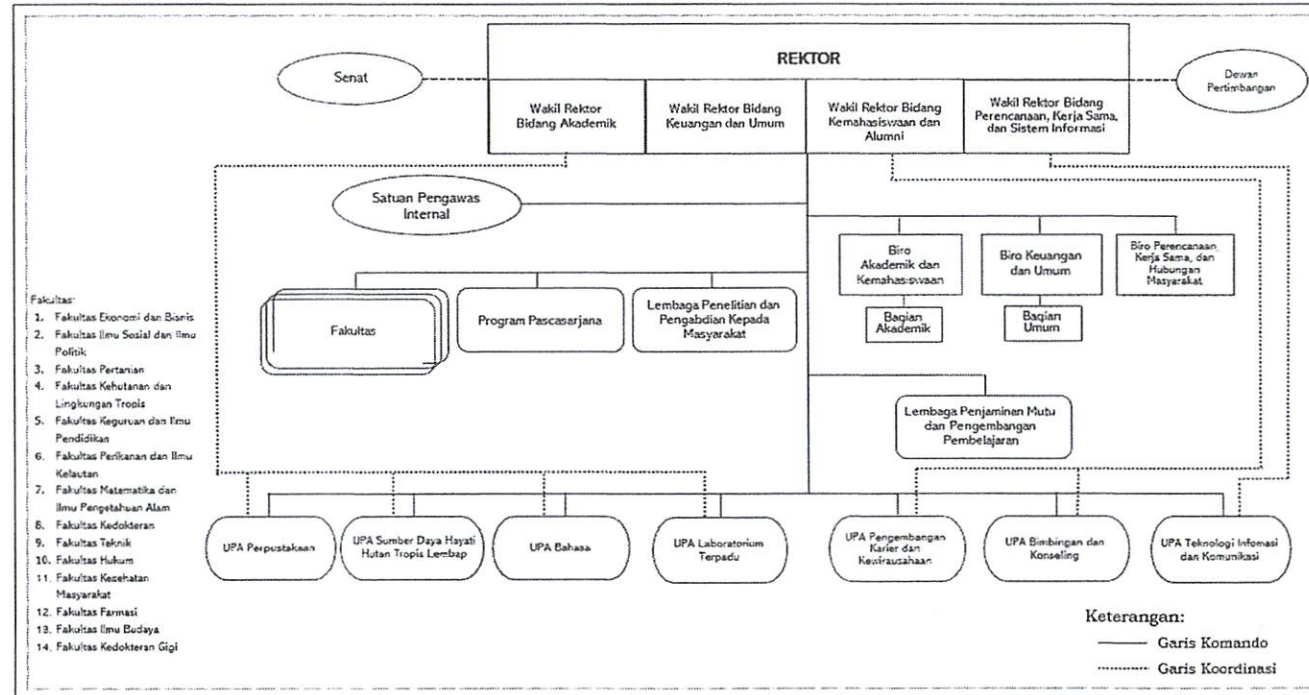 REKTOR
Senat
Dewan
Pertimbangan
Wakil Rektor
Bidang Akademik
Wakil Rektor Bidang
Keuangan dan Umum
Wakil Rektor Bidang
Kemahasiswaan dan
Alumni
Wakil Rektor Bidang
Perencanaan, Kerja Sama,
dan Sistem Informasi
Satuan Pengawas
Internal
Biro
Akademik dan
Kemahasiswaan
Biro Keuangan
dan Umum
Biro Perencanaan,
Kerja Sama, dan
Hubungan
Masyarakat
Bagian
Akademik
Bagian
Umum
Fakultas
Program Pascasarjana
Lembaga Penelitian dan
Pengabdian Kepada
Masyarakat
Lembaga Penjaminan Mutu
dan Pengembangan
Pembelajaran
Fakultas:
1. Fakultas Ekonomi dan Bisnis
2. Fakultas Ilmu Sosial dan Ilmu
Politik
3. Fakultas Pertanian
4. Fakultas Kehutanan dan
Lingkungan Tropis
5. Fakultas Keguruan dan Ilmu
Pendidikan
6. Fakultas Perikanan dan Ilmu
Kelautan
7. Fakultas Matematika dan
Ilmu Pengetahuan Alam
8. Fakultas Kedokteran
9. Fakultas Teknik
10. Fakultas Hukum
11. Fakultas Kesehatan
Masyarakat
12. Fakultas Farmasi
13. Fakultas Ilmu Budaya
14. Fakultas Kedokteran Gigi
UPA Perpustakaan
UPA Sumber Daya Hayati
Hutan Tropis Lembap
UPA Bahasa
UPA Laboratorium
Terpadu
UPA Pengembangan
Karier dan
Kewirausahaan
UPA Bimbingan dan
Konseling
UPA Teknologi Infomasi
dan Komunikasi
Keterangan:
Garis Komando
Garis Koordinasi